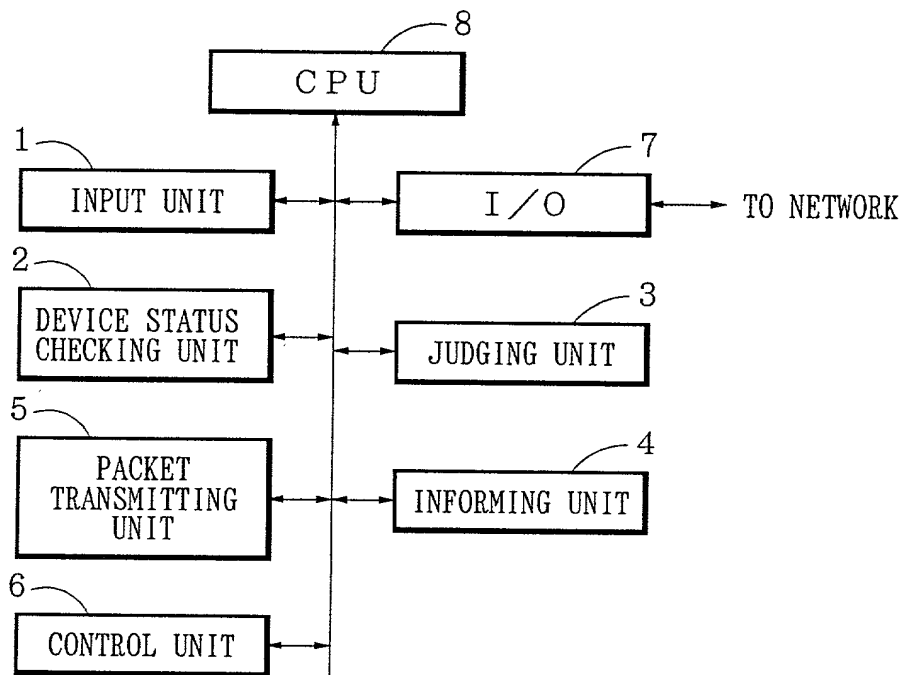 8
CPU
1
INPUT UNIT
7
I/O
TO NETWORK
2
DEVICE STATUS
CHECKING UNIT
3
JUDGING UNIT
5
PACKET
TRANSMITTING
UNIT
4
INFORMING UNIT
6
CONTROL UNIT